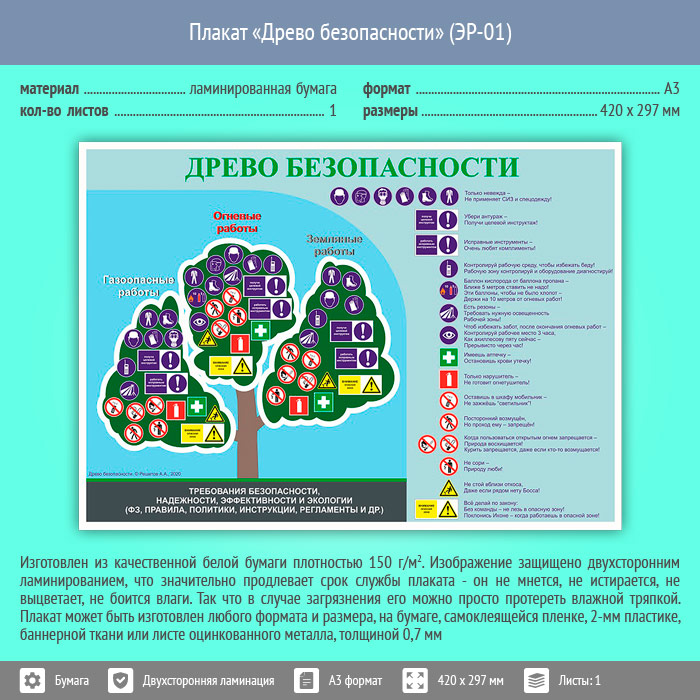 Плакат «Древо безопасности» (ЭР-01)
материал ................................ ламинированная бумага
кол-во листов ................................ 1
формат ................................ А3
размеры ................................ 420 x 297 мм
ДРЕВО БЕЗОПАСНОСТИ
Огневые
работы
Земляные
работы
Газоопасные
работы
Только невежда –
Не применяет СИЗ и спецодежду!
Убери антураж –
Получи целевой инструктаж!
Исправные инструменты –
Очень любят комплименты!
Контролируй рабочую среду, чтобы избежать беду!
Рабочую зону контролируй и оборудование диагностируй!
Баллон кислорода от баллона пропана –
Ближе 5 метров ставить не надо!
Эти баллоны, чтобы не было хлопот –
Держи на 10 метров от огневых работ!
Есть резоны –
Требовать нужную освещенность
Рабочей зоны!
Чтоб избежать забот, после окончания огневых работ –
Контролируй рабочее место 3 часа,
Как ахиллесову пяту сейчас –
Прерывисто через час!
Имеешь аптечку –
Остановишь крови утечку!
Только нарушитель –
Не готовит огнетушитель!
Оставишь в шкафу мобильник –
Не зажжёшь "светильник"!
Посторонний возмущён,
Но проход ему – запрещён!
Когда пользоваться открытым огнем запрещается –
Природа восхищается!
Курить запрещается, даже если кто-то возмущается!
Не сори –
Природу люби!
Не стой вблизи откоса,
Даже если рядом нету Босса!
Всё делай по закону:
Без команды – не лезь в опасную зону!
Поклонись Иконе – когда работаешь в опасной зоне!
Древо безопасности. © Решетов А.А., 2020
ТРЕБОВАНИЯ БЕЗОПАСНОСТИ,
НАДЕЖНОСТИ, ЭФФЕКТИВНОСТИ И ЭКОЛОГИИ
(ФЗ, ПРАВИЛА, ПОЛИТИКИ, ИНСТРУКЦИИ, РЕГЛАМЕНТЫ И ДР.)
Изготовлен из качественной белой бумаги плотностью 150 г/м². Изображение защищено двухсторонним
ламинированием, что значительно продлевает срок службы плаката - он не мнется, не истирается, не
выцветает, не боится влаги. Так что в случае загрязнения его можно просто протереть влажной тряпкой.
Плакат может быть изготовлен любого формата и размера, на бумаге, самоклеящейся пленке, 2-мм пластике,
баннерной ткани или листе оцинкованного металла, толщиной 0,7 мм
Бумага
Двухсторонняя ламинация
А3 формат
420 x 297 мм
Листы: 1